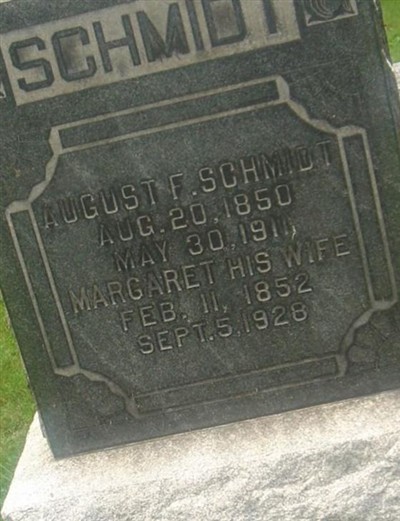 SCHMIDT
AUGUST F. SCHMIDT
AUG. 20, 1850
MAY 30, 1911,
MARGARET HIS WIFE
FEB. 11, 1852
SEPT. 5, 1928